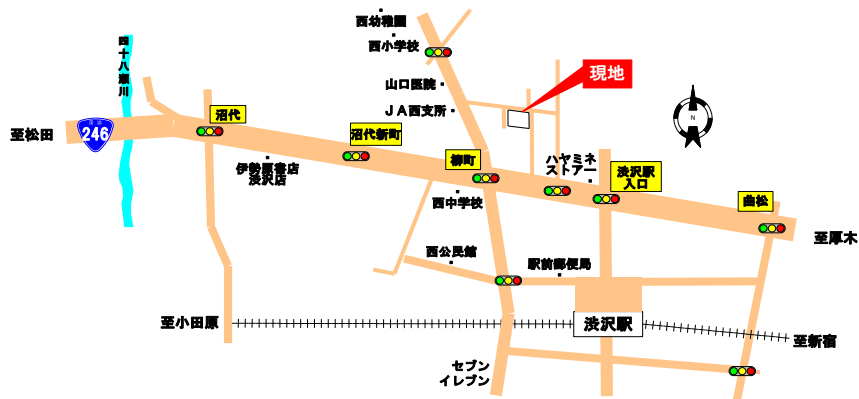 西幼稚園
西小学校
四十八瀬川
山口医院
現地
JA西支所
沼代
N
至松田
246
沼代新町
柳町
ハヤミネ
ストアー
渋沢駅
入口
伊勢原書店
渋沢店
西中学校
曲松
至厚木
西公民館
駅前郵便局
至小田原
渋沢駅
至新宿
セブン
イレブン